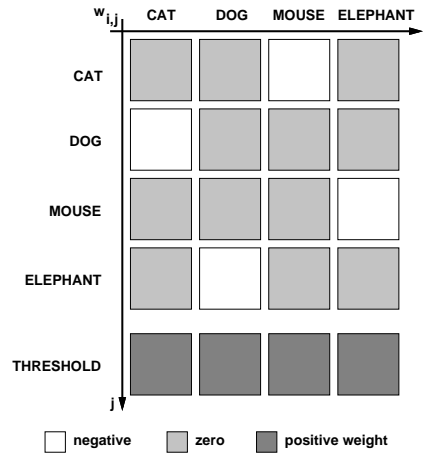 w i,j CAT DOG MOUSE ELEPHANT
CAT
DOG
MOUSE
ELEPHANT
THRESHOLD
j
negative zero positive weight